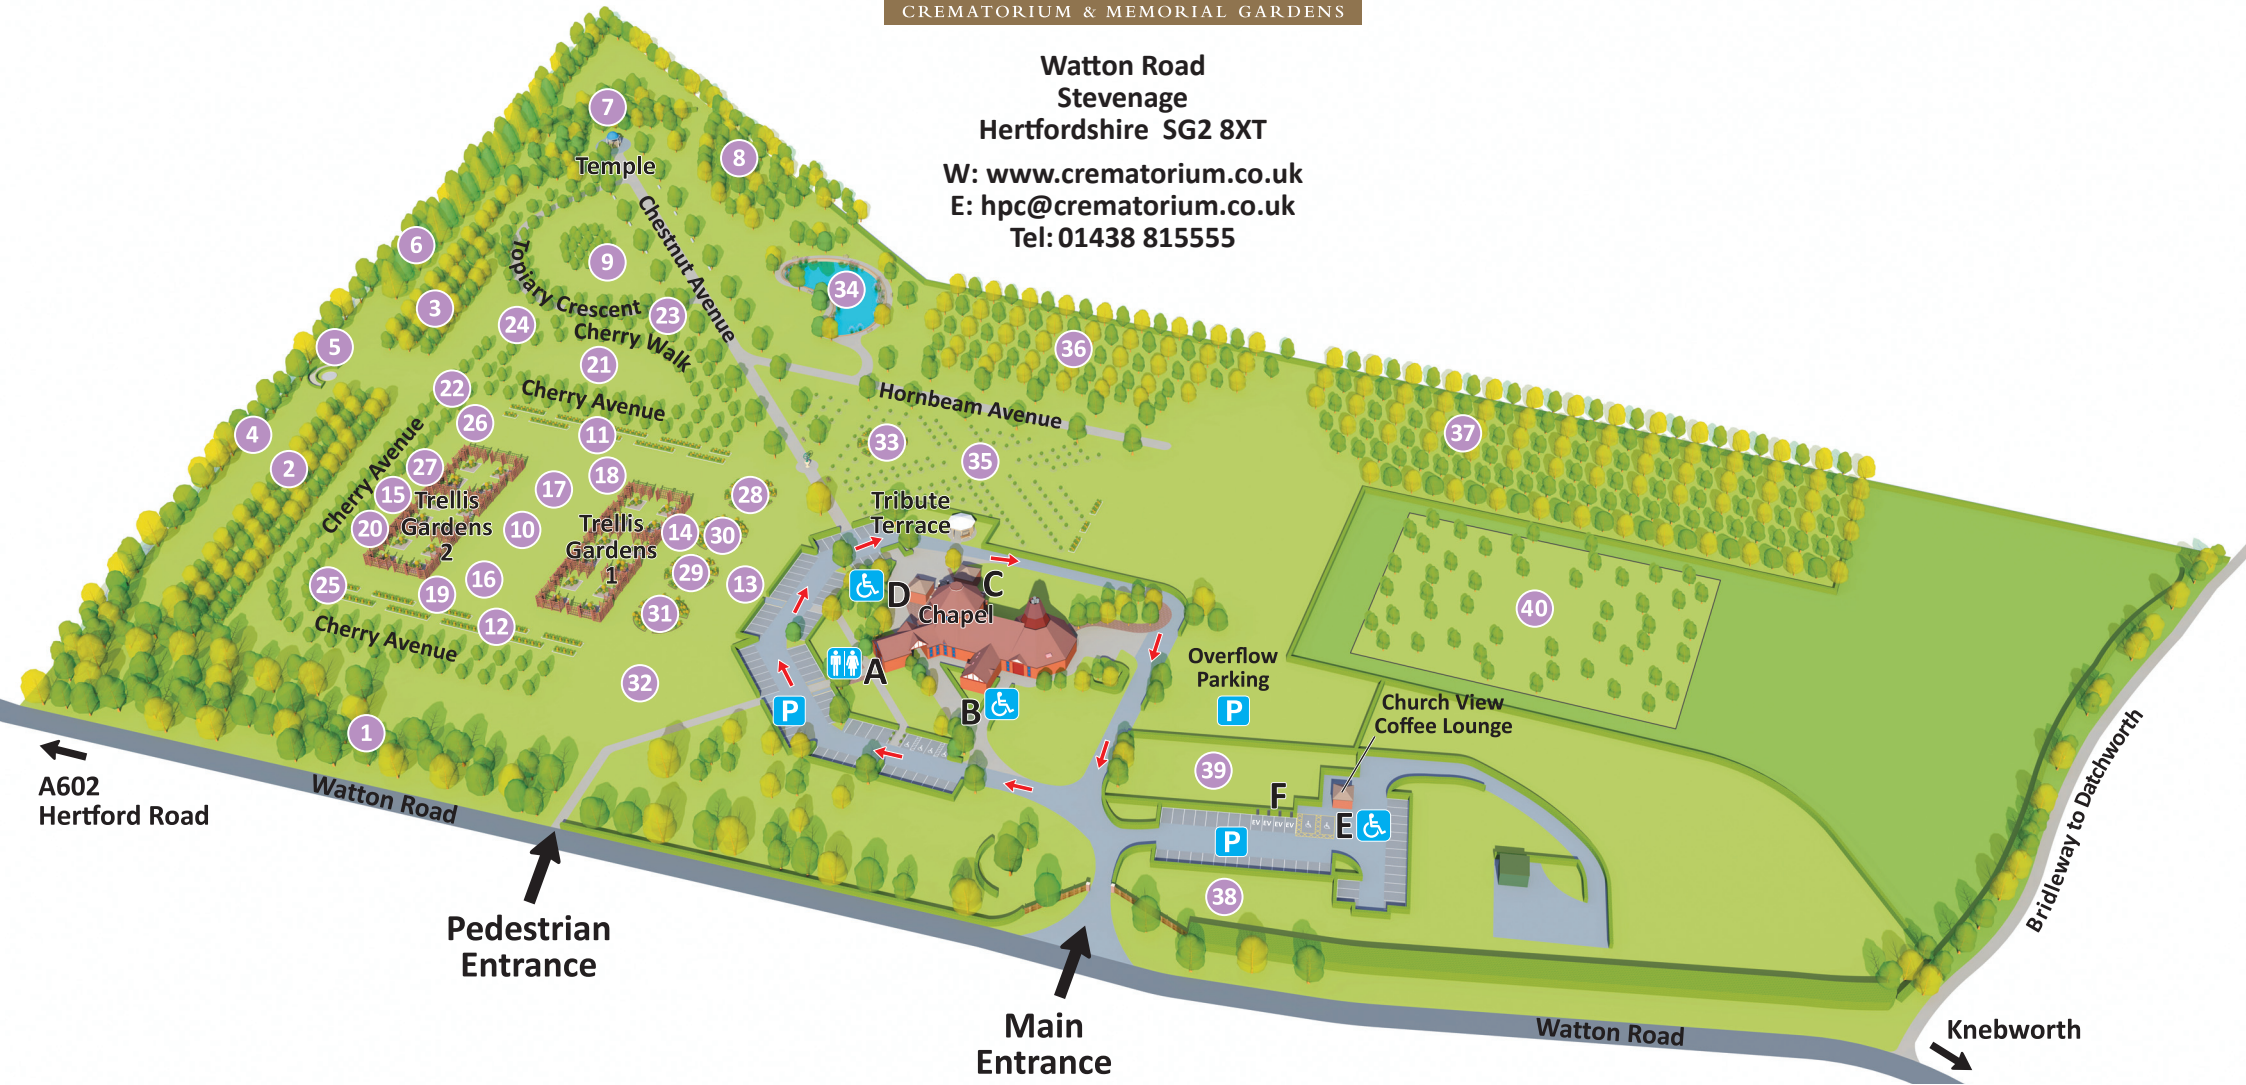 CREMATORIUM & MEMORIAL GARDENS
Watton Road
Stevenage
Hertfordshire SG2 8XT
W: www.crematorium.co.uk
E: hpc@crematorium.co.uk
Tel: 01438 815555
7
Temple
8
Chestnut Avenue
6
Topiary Crescent
9
3
24
23
34
Cherry Walk
5
21
36
22
Cherry Avenue
Hornbeam Avenue
26
11
4
2
33
35
37
Cherry Avenue
27
15
18
17
28
Trellis
Gardens
2
20
10
Trellis
Gardens
1
14
30
Tribute
Terrace
29
13
25
19
16
31
12
Cherry Avenue
D
C
Chapel
40
32
A
B
P
Overflow
Parking
P
Church View
Coffee Lounge
1
39
F
EV EV EV EV
E
P
38
A602
Hertford Road
Watton Road
Pedestrian
Entrance
Main
Entrance
Bridleway to Datchworth
Watton Road
Knebworth